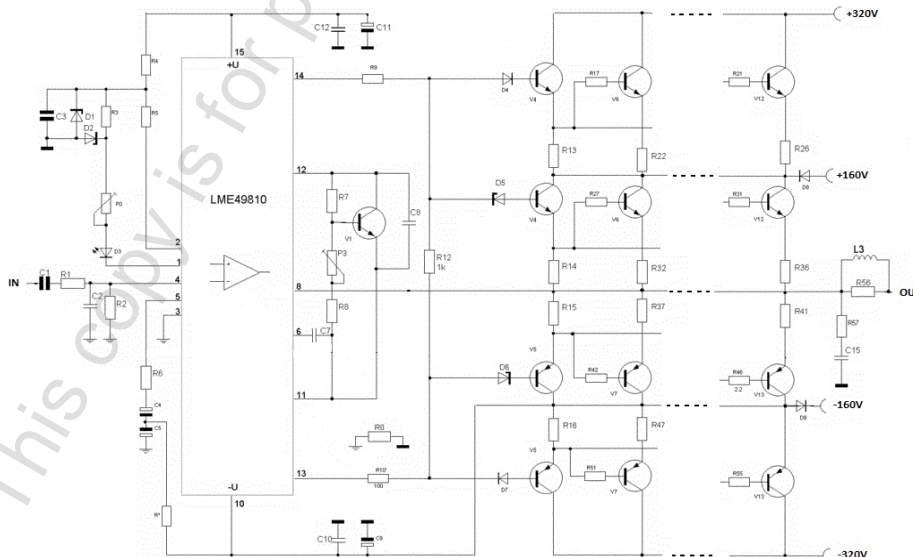 This copy is for p
+320V
C12
C11
R4
15
+U
14
R9
D4
V4
R17
V6
R21
V12
C3
D1
R3
R5
D2
R13
R22
R26
12
+160V
D5
D9
LME49810
R7
C8
V4
R27
V6
R31
V12
P3
V1
R12
1k
2
D3
1
L3
R14
R32
R36
IN
C1
R1
4
8
R56
OU
C2
R2
5
3
R8
R15
R37
R41
6
C7
R57
C15
R6
D6
V5
R42
V7
R46
2.2
V13
11
-160V
D8
C4
C5
R0
R16
R47
13
R10'
100
D7
V5
R51
V7
R55
V13
-U
10
C10
C9
-320V